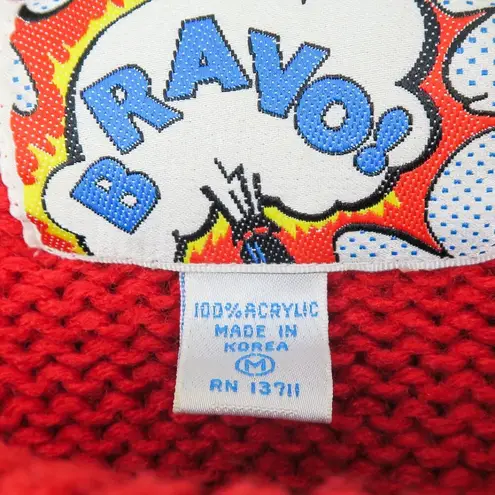 BRAVO!
100% ACRYLIC
MADE IN
KOREA
M
RN 13711